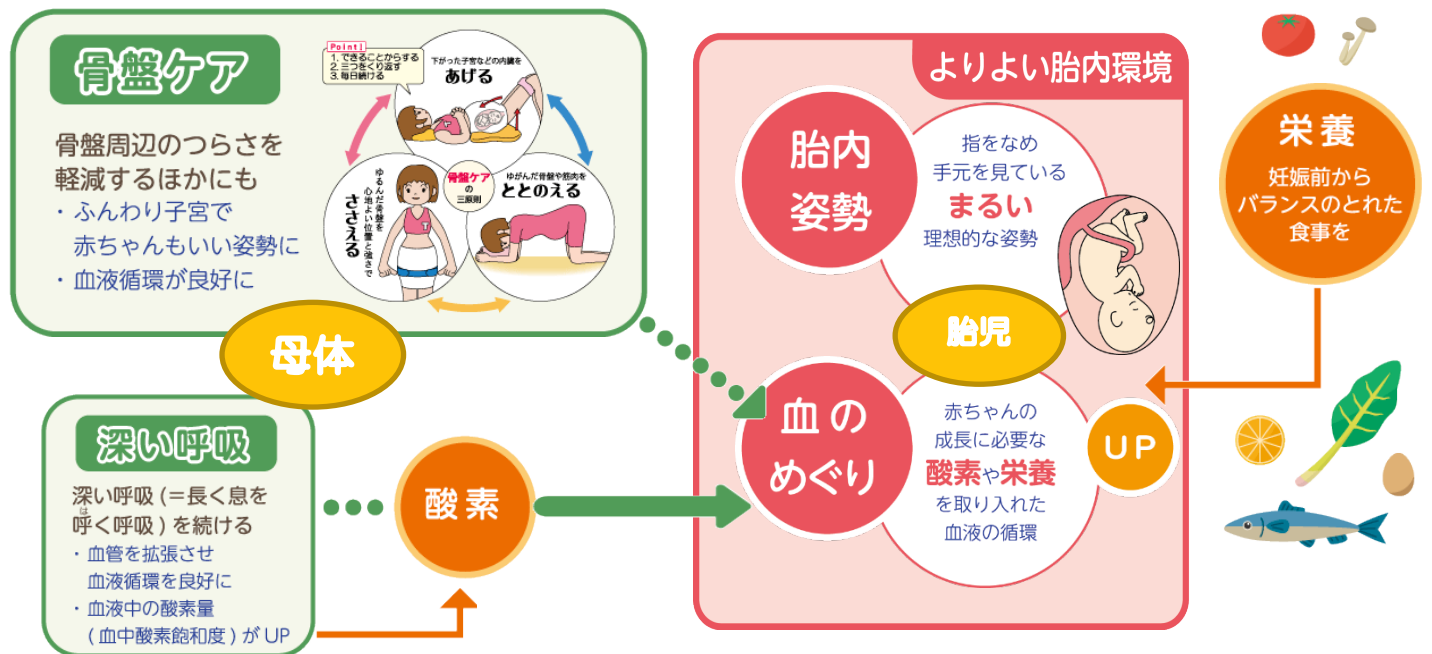 骨盤ケア
骨盤周辺のつらさを
軽減するほかにも
・ふんわり子宮で
赤ちゃんもいい姿勢に
・血液循環が良好に
Point!
1.できることからする
2.三つをくり返す
3.毎日続ける
下がった子宮などの内臓を
あげる
ゆるんだ骨盤を
心地よい位置と強さで
ささえる
骨盤ケア
の
三原則
ゆがんだ骨盤や筋肉を
ととのえる
母体
深い呼吸
深い呼吸(=長く息を
は
呼く呼吸)を続ける
・血管を拡張させ
血液循環を良好に
・血液中の酸素量
(血中酸素飽和度)がUP
酸素
よりよい胎内環境
胎内
姿勢
指をなめ
手元を見ている
まるい
理想的な姿勢
胎児
血の
めぐり
赤ちゃんの
成長に必要な
酸素や栄養
を取り入れた
血液の循環
UP
栄養
妊娠前から
バランスのとれた
食事を